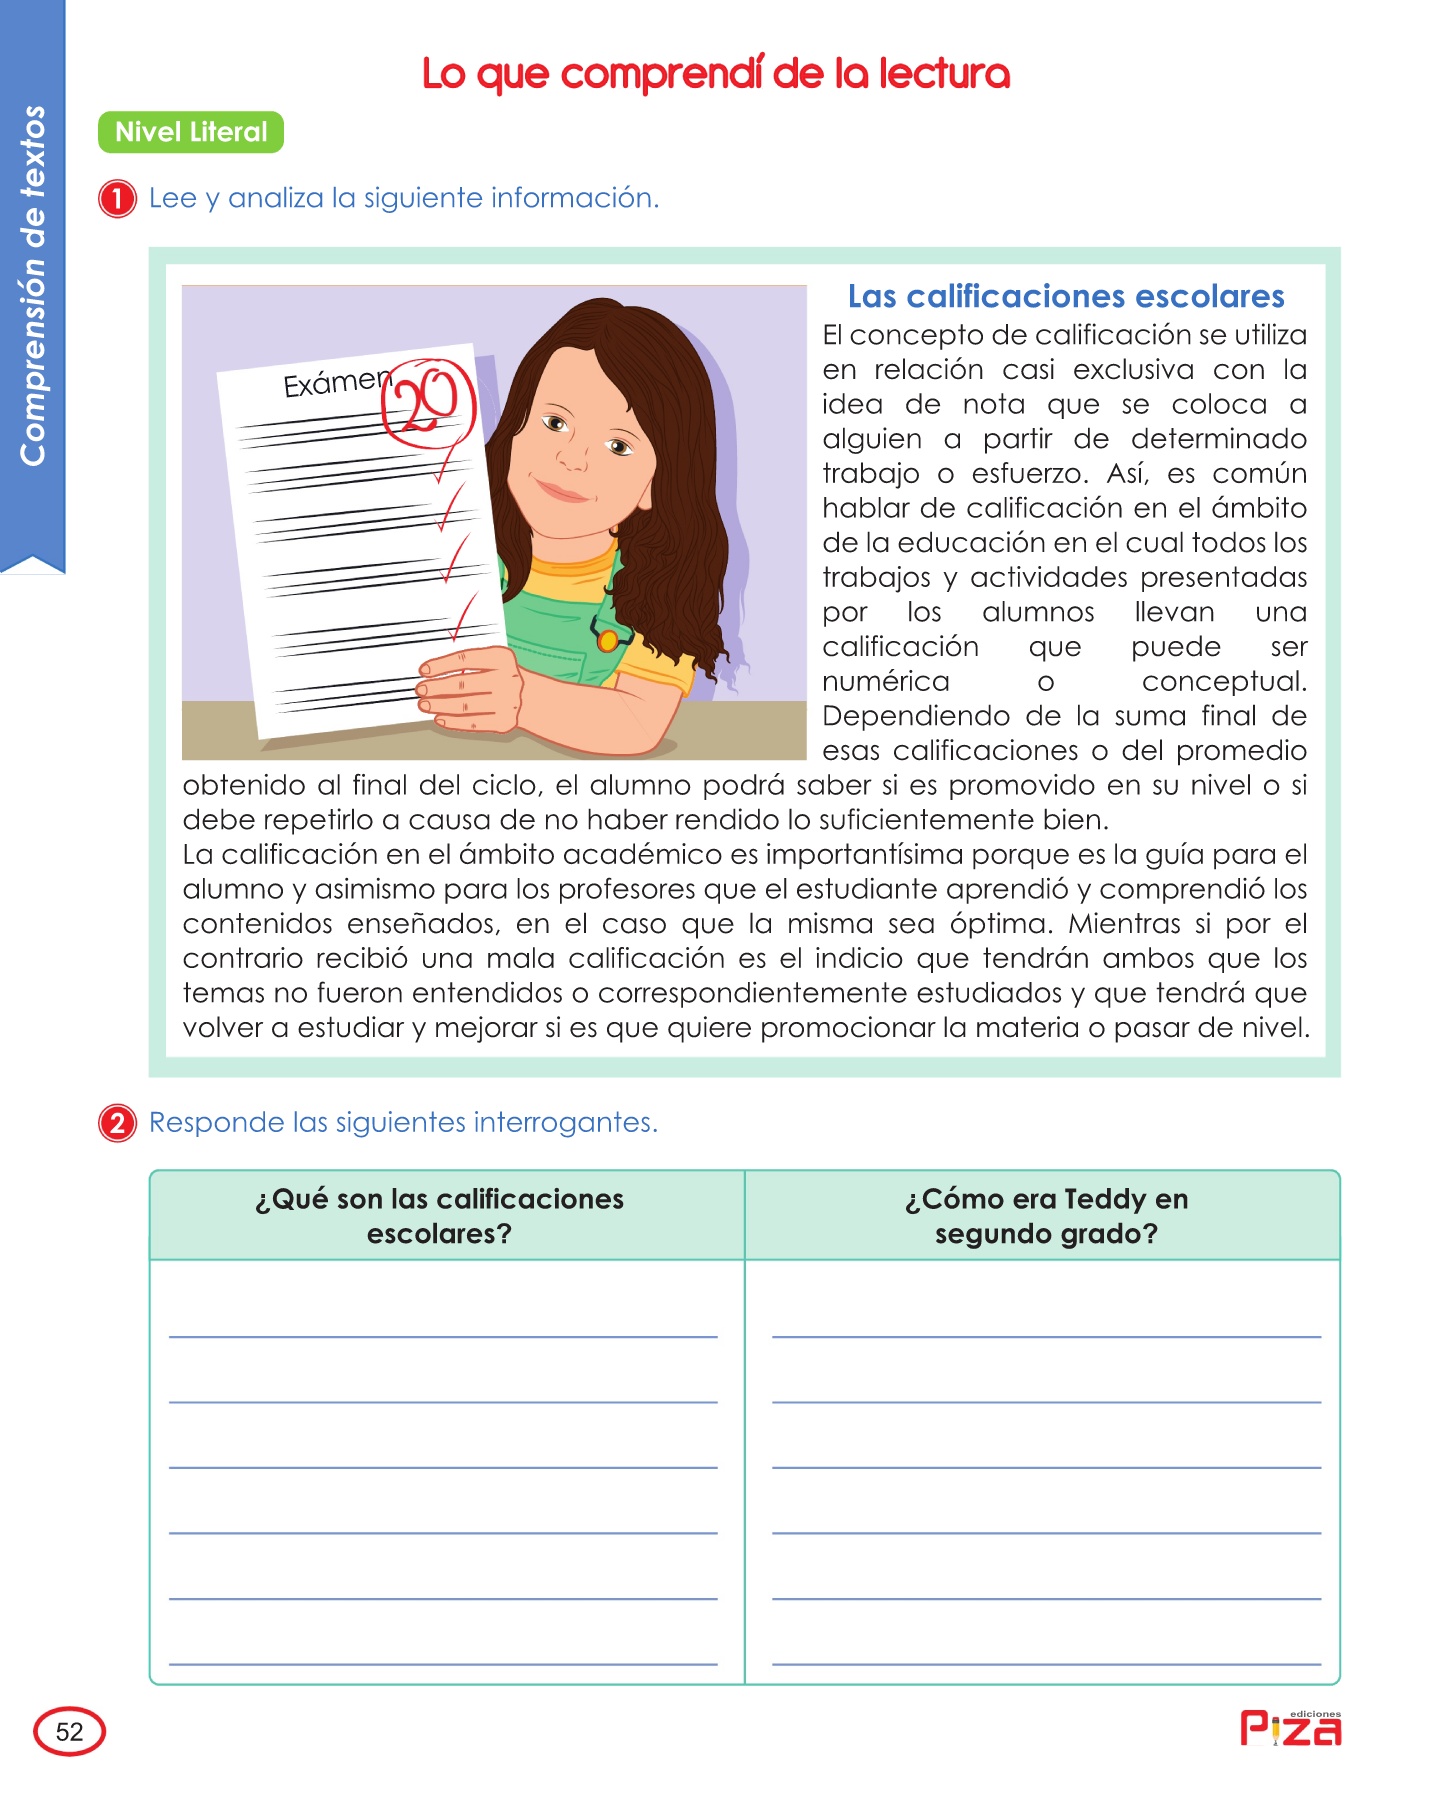 Comprensión de textos
Lo que comprendí de la lectura
Nivel Literal
1 Lee y analiza la siguiente información.
Exámen
20
Las calificaciones escolares
El concepto de calificación se utiliza
en relación casi exclusiva con la
idea de nota que se coloca a
alguien a partir de determinado
trabajo o esfuerzo. Así, es común
hablar de calificación en el ámbito
de la educación en el cual todos los
trabajos y actividades presentadas
por los alumnos llevan una
calificación que puede ser
numérica o conceptual.
Dependiendo de la suma final de
esas calificaciones o del promedio
obtenido al final del ciclo, el alumno podrá saber si es promovido en su nivel o si
debe repetirlo a causa de no haber rendido lo suficientemente bien.
La calificación en el ámbito académico es importantísima porque es la guía para el
alumno y asimismo para los profesores que el estudiante aprendió y comprendió los
contenidos enseñados, en el caso que la misma sea óptima. Mientras si por el
contrario recibió una mala calificación es el indicio que tendrán ambos que los
temas no fueron entendidos o correspondientemente estudiados y que tendrá que
volver a estudiar y mejorar si es que quiere promocionar la materia o pasar de nivel.
2 Responde las siguientes interrogantes.
¿Qué son las calificaciones
escolares?
¿Cómo era Teddy en
segundo grado?
52
ediciones
Piza